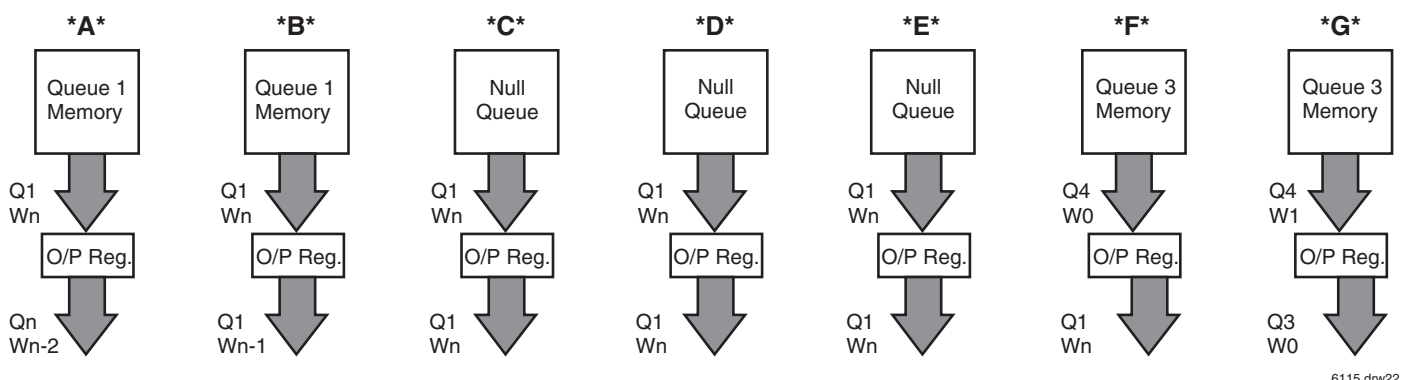 *A*
*B*
*C*
*D*
*E*
*F*
*G*
Queue 1
Memory
Queue 1
Memory
Null
Queue
Null
Queue
Null
Queue
Queue 3
Memory
Queue 3
Memory
Q1
Wn
Q1
Wn
Q1
Wn
Q1
Wn
Q1
Wn
Q4
W0
Q4
W1
O/P Reg.
O/P Reg.
O/P Reg.
O/P Reg.
O/P Reg.
O/P Reg.
O/P Reg.
Qn
Wn-2
Q1
Wn-1
Q1
Wn
Q1
Wn
Q1
Wn
Q1
Wn
Q3
W0
6115 drw22